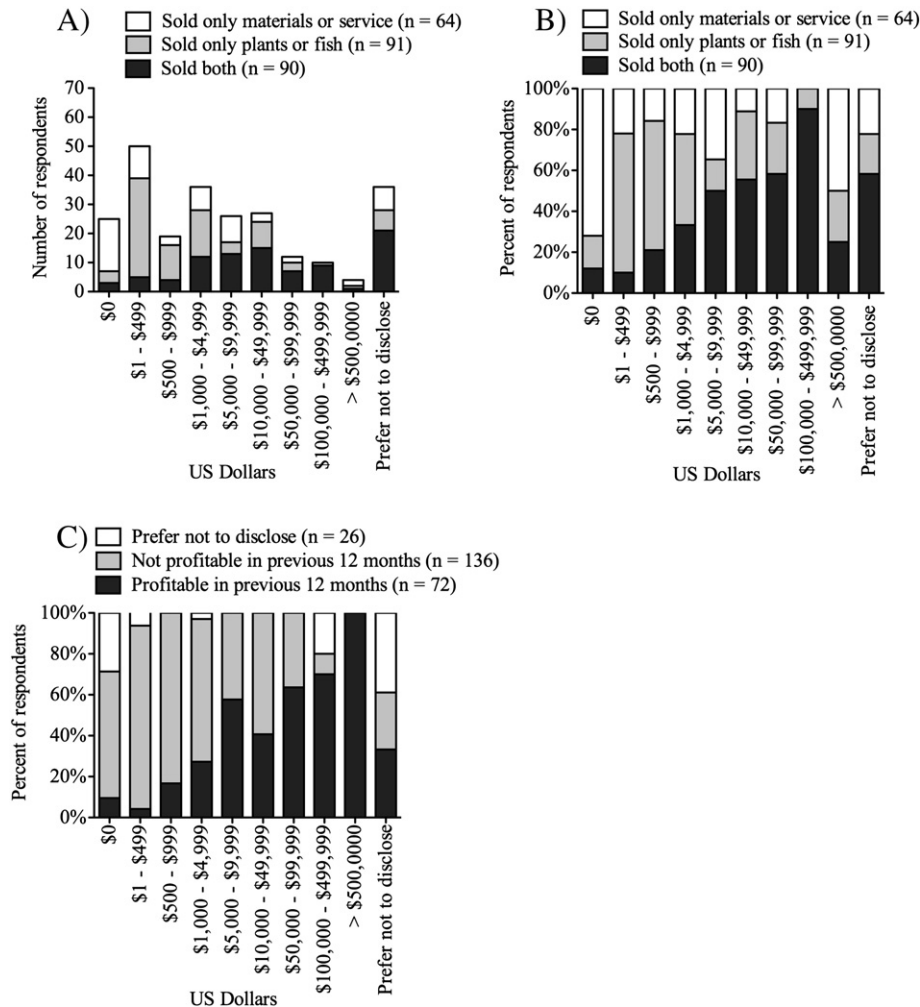 A)
Sold only materials or service (n = 64)
Sold only plants or fish (n = 91)
Sold both (n = 90)
Number of respondents
70
60
50
40
30
20
10
0
$0
$1 - $499
$500 - $999
$1,000 - $4,999
$5,000 - $9,999
$10,000 - $49,999
$50,000 - $99,999
$100,000 - $499,999
> $500,0000
Prefer not to disclose
US Dollars
B)
Sold only materials or service (n = 64)
Sold only plants or fish (n = 91)
Sold both (n = 90)
Percent of respondents
100%
80%
60%
40%
20%
0%
$0
$1 - $499
$500 - $999
$1,000 - $4,999
$5,000 - $9,999
$10,000 - $49,999
$50,000 - $99,999
$100,000 - $499,999
> $500,0000
Prefer not to disclose
US Dollars
C)
Prefer not to disclose (n = 26)
Not profitable in previous 12 months (n = 136)
Profitable in previous 12 months (n = 72)
Percent of respondents
100%
80%
60%
40%
20%
0%
$0
$1 - $499
$500 - $999
$1,000 - $4,999
$5,000 - $9,999
$10,000 - $49,999
$50,000 - $99,999
$100,000 - $499,999
> $500,0000
Prefer not to disclose
US Dollars